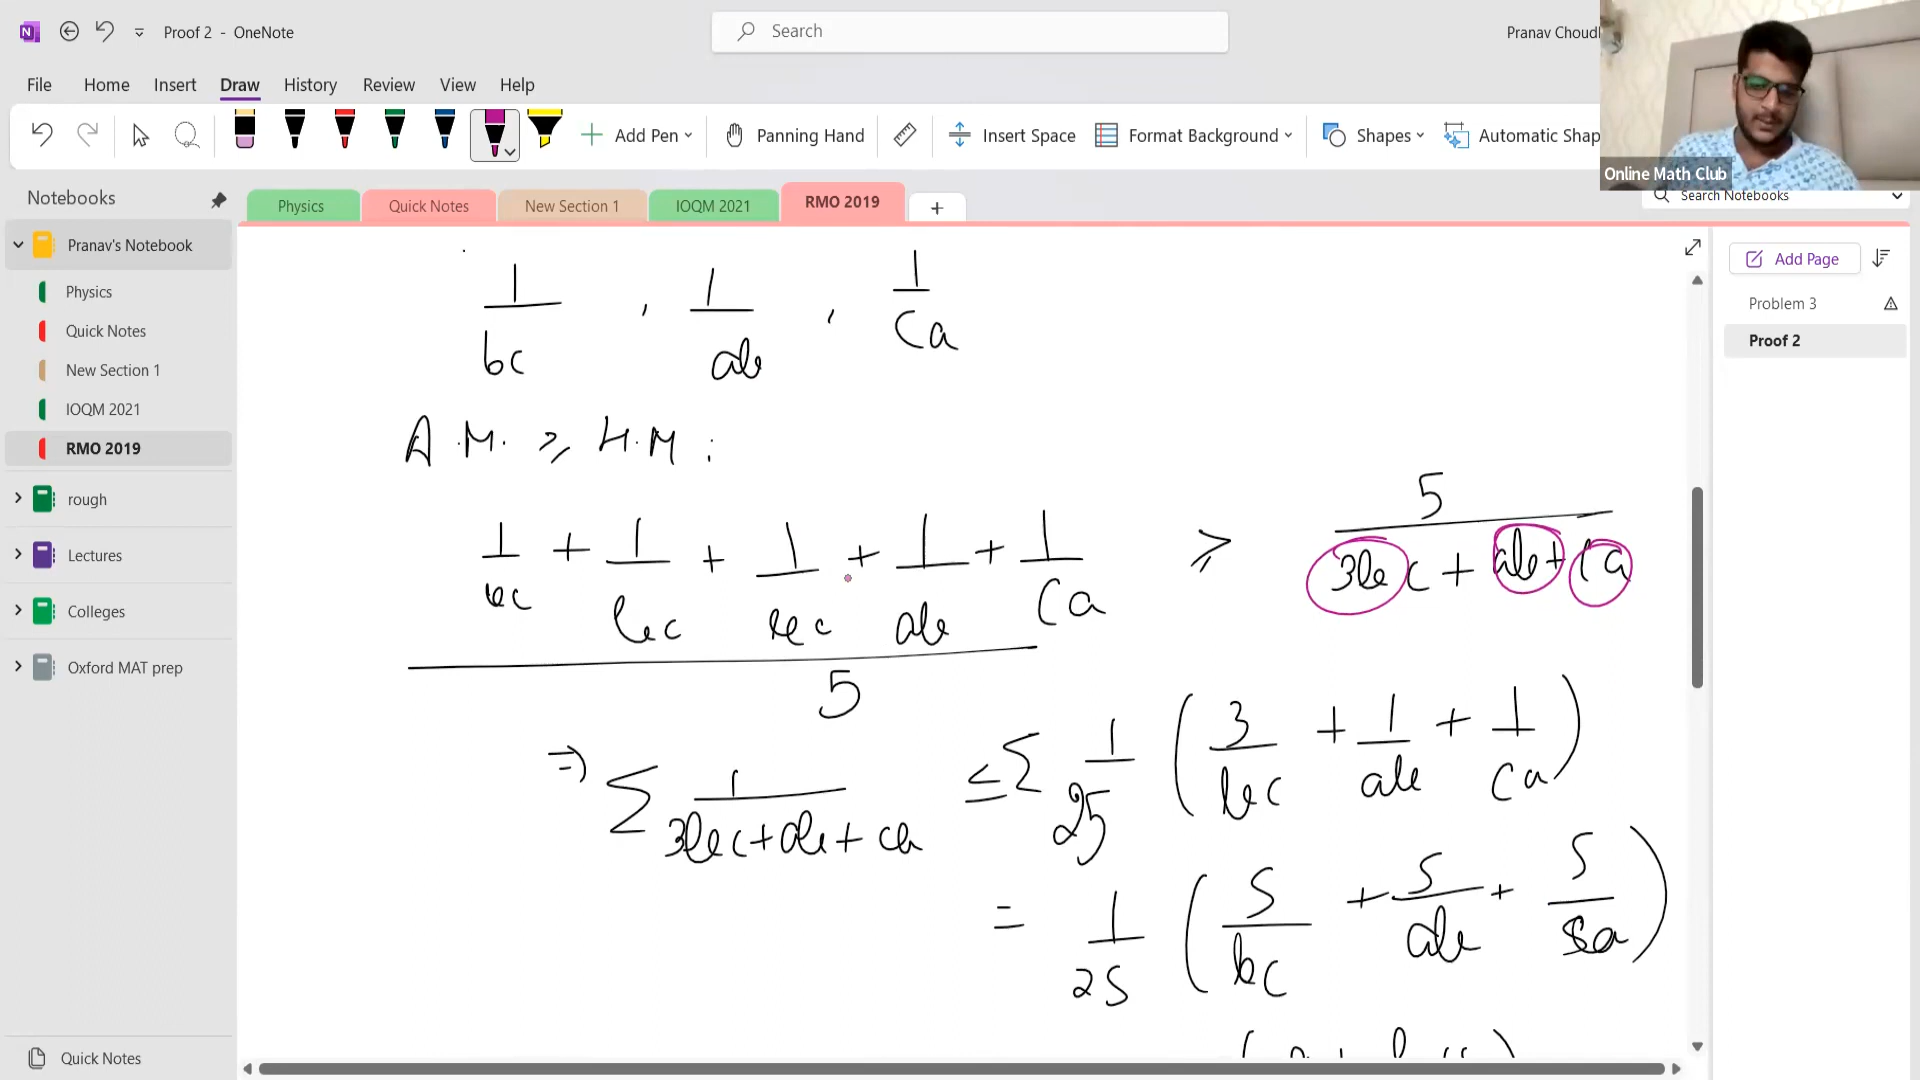 Proof 2 - OneNote
Search
Pranav Choudh
File Home Insert Draw History Review View Help
Add Pen Panning Hand Insert Space Format Background Shapes Automatic Shap
Online Math Club
Notebooks
Physics Quick Notes New Section 1 IOQM 2021 RMO 2019 +
Search Notebooks
Pranav's Notebook
Physics
Quick Notes
New Section 1
IOQM 2021
RMO 2019
rough
Lectures
Colleges
Oxford MAT prep
Quick Notes
Add Page
Problem 3
Proof 2
1/bc , 1/ab , 1/ca
A.M. ≥ H.M :
(1/bc + 1/bc + 1/bc + 1/ab + 1/ca)/5 ≥ 5/(3bc + ab + ca)
⇒ Σ 1/(3bc + ab + ca) ≤ Σ 1/25 (3/bc + 1/ab + 1/ca)
= 1/25 (5/bc + 5/ab + 5/ca)